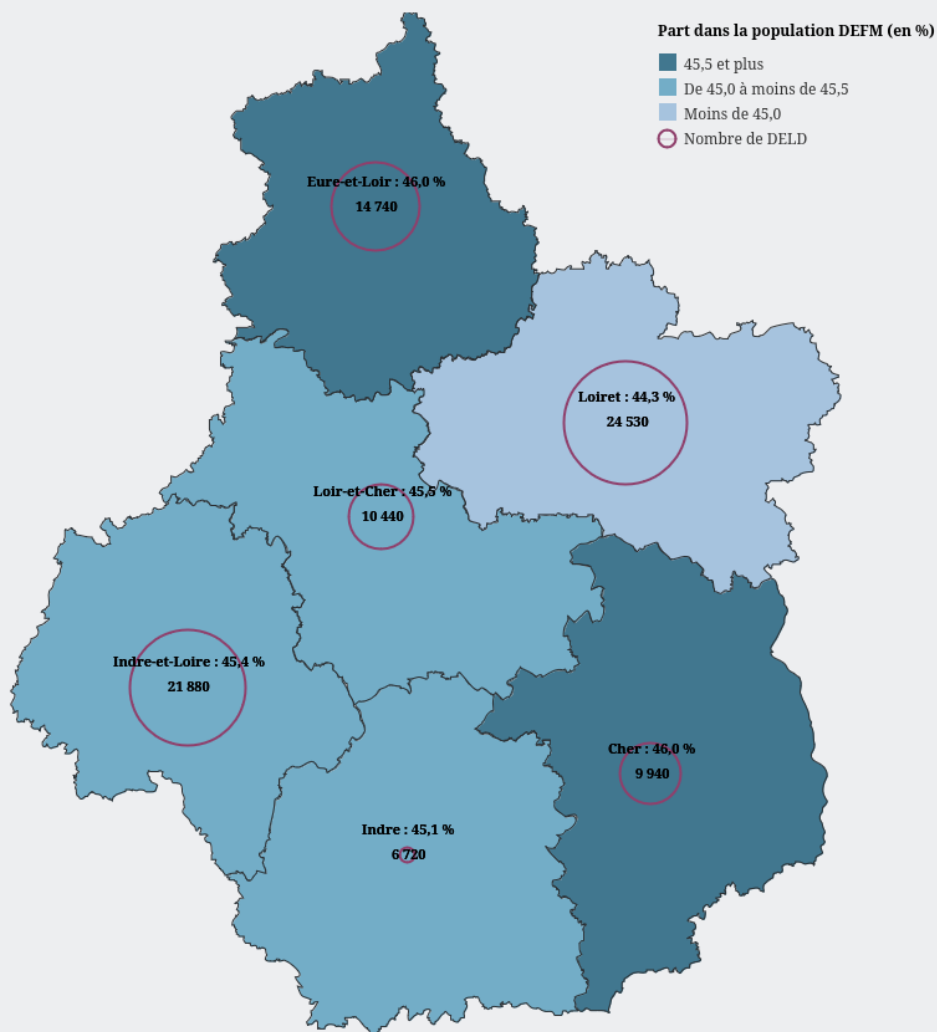 Part dans la population DEFM (en %)
45,5 et plus
De 45,0 à moins de 45,5
Moins de 45,0
Nombre de DELD
Eure-et-Loir : 46,0 %
14 740
Loiret : 44,3 %
24 530
Loir-et-Cher : 45,5 %
10 440
Indre-et-Loire : 45,4 %
21 880
Cher : 46,0 %
9 940
Indre : 45,1 %
6 720